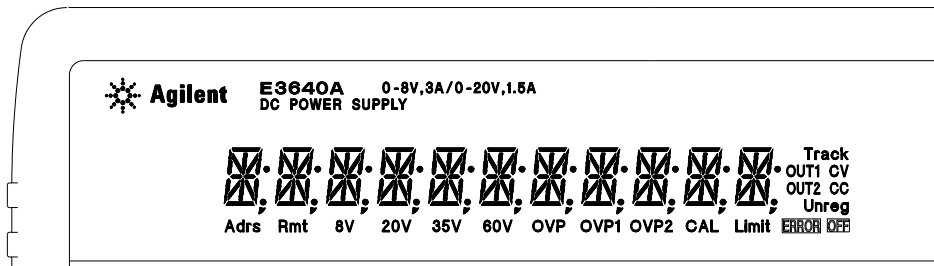 Agilent E3640A 0-8V,3A/0-20V,1.5A
DC POWER SUPPLY
Track
OUT1 CV
OUT2 CC
Unreg
Adrs Rmt 8V 20V 35V 60V OVP OVP1 OVP2 CAL Limit ERROR OFF